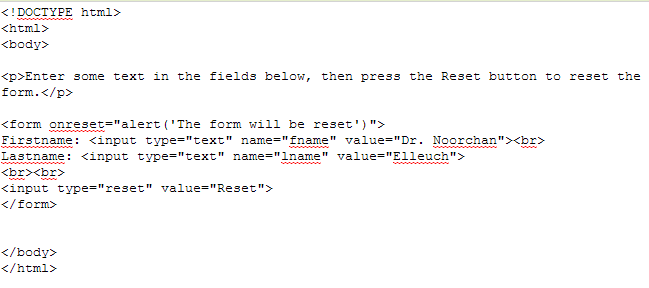 <!DOCTYPE html>
<html>
<body>
<p>Enter some text in the fields below, then press the Reset button to reset the
form.</p>
<form onreset="alert('The form will be reset')">
Firstname: <input type="text" name="fname" value="Dr. Noorchan"><br>
Lastname: <input type="text" name="lname" value="Elleuch">
<br><br>
<input type="reset" value="Reset">
</form>
</body>
</html>